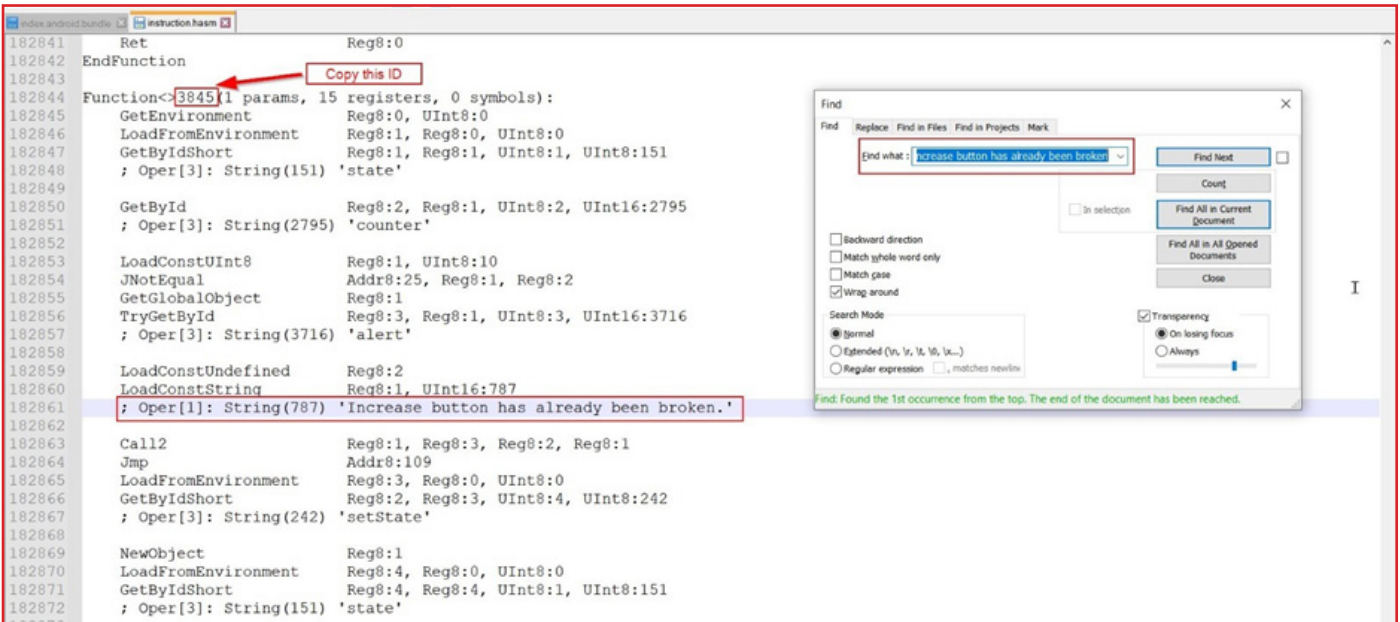 index.android.bundle instruction.hasm
182841 Ret Reg8:0
182842 EndFunction
182843
Copy this ID
182844 Function<>3845(1 params, 15 registers, 0 symbols):
182845 GetEnvironment Reg8:0, UInt8:0
182846 LoadFromEnvironment Reg8:1, Reg8:0, UInt8:0
182847 GetByIdShort Reg8:1, Reg8:1, UInt8:1, UInt8:151
182848 ; Oper[3]: String(151) 'state'
182849
182850 GetById Reg8:2, Reg8:1, UInt8:2, UInt16:2795
182851 ; Oper[3]: String(2795) 'counter'
182852
182853 LoadConstUInt8 Reg8:1, UInt8:10
182854 JNotEqual Addr8:25, Reg8:1, Reg8:2
182855 GetGlobalObject Reg8:1
182856 TryGetById Reg8:3, Reg8:1, UInt8:3, UInt16:3716
182857 ; Oper[3]: String(3716) 'alert'
182858
182859 LoadConstUndefined Reg8:2
182860 LoadConstString Reg8:1, UInt16:787
182861 ; Oper[1]: String(787) 'Increase button has already been broken.'
182862
182863 Call2 Reg8:1, Reg8:3, Reg8:2, Reg8:1
182864 Jmp Addr8:109
182865 LoadFromEnvironment Reg8:3, Reg8:0, UInt8:0
182866 GetByIdShort Reg8:2, Reg8:3, UInt8:4, UInt8:242
182867 ; Oper[3]: String(242) 'setState'
182868
182869 NewObject Reg8:1
182870 LoadFromEnvironment Reg8:4, Reg8:0, UInt8:0
182871 GetByIdShort Reg8:4, Reg8:4, UInt8:1, UInt8:151
182872 ; Oper[3]: String(151) 'state'
Find
Find Replace Find in Files Find in Projects Mark
Find what : ncrease button has already been broken
Find Next
Count
In selection
Find All in Current Document
Find All in All Opened Documents
Close
Backward direction
Match whole word only
Match case
Wrap around
Search Mode
Normal
Extended (\n, \r, \t, \0, \x...)
Regular expression , matches newline
Transparency
On losing focus
Always
Find: Found the 1st occurrence from the top. The end of the document has been reached.